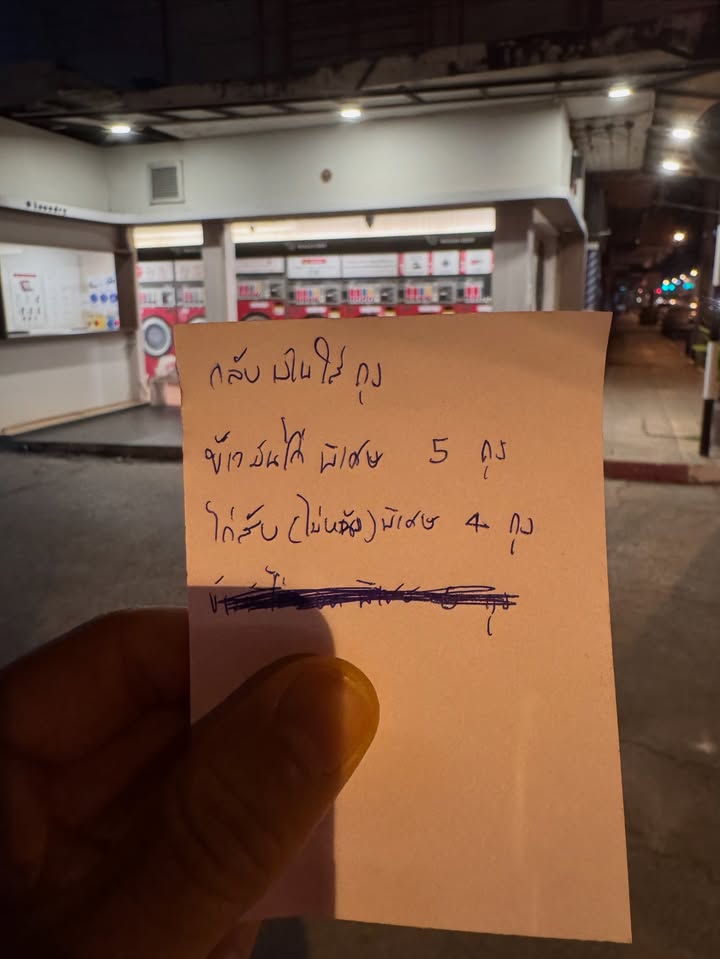 laundry
กลับบ้านใส่ถุง
ข้าวมันไก่ พิเศษ 5 ถุง
ไก่สับ (ไม่หนัง) พิเศษ 4 ถุง